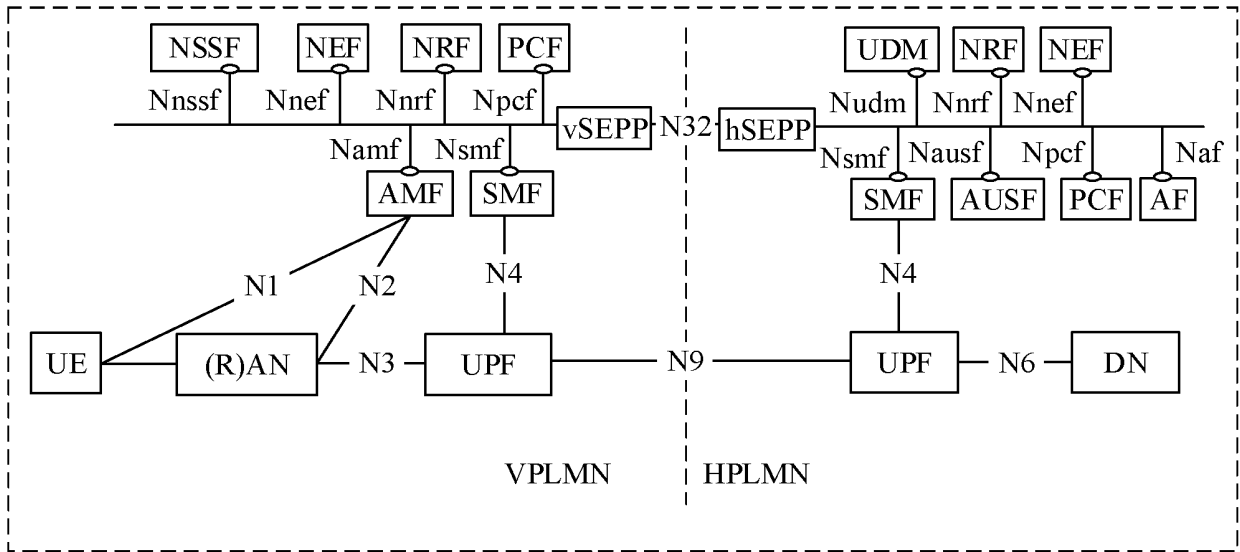 NSSF NEF NRF PCF UDM NRF NEF
Nnssf Nnef Nnrf Npcf Nudm Nnrf Nnef
vSEPP N32 hSEPP
Namf Nsmf Nsmf Nausf Npcf Naf
AMF SMF SMF AUSF PCF AF
N1 N2 N4 N4
UE (R)AN N3 UPF N9 UPF N6 DN
VPLMN HPLMN